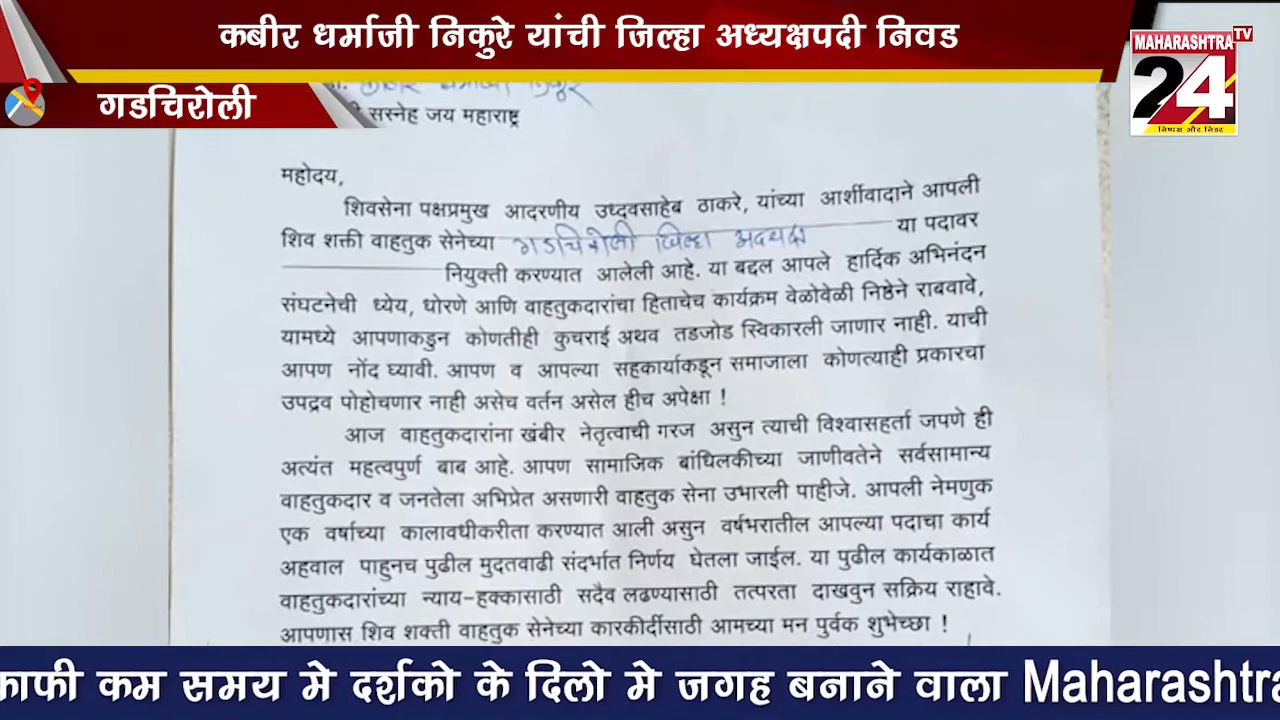 कबीर धर्माजी निकुरे यांची जिल्हा अध्यक्षपदी निवड
MAHARASHTRA TV
24
निष्पक्ष और निडर
गडचिरोली
सस्नेह जय महाराष्ट्र
महोदय,
शिवसेना पक्षप्रमुख आदरणीय उध्दवसाहेब ठाकरे, यांच्या आर्शीवादाने आपली
शिव शक्ती वाहतुक सेनेच्या गडचिरोली जिल्हा अध्यक्ष या पदावर
नियुक्ती करण्यात आलेली आहे. या बद्दल आपले हार्दिक अभिनंदन
संघटनेची ध्येय, धोरणे आणि वाहतुकदारांचा हिताचेच कार्यक्रम वेळोवेळी निष्ठेने राबवावे,
यामध्ये आपणाकडुन कोणतीही कुचराई अथव तडजोड स्विकारली जाणार नाही. याची
आपण नोंद घ्यावी. आपण व आपल्या सहकार्याकडून समाजाला कोणत्याही प्रकारचा
उपद्रव पोहोचणार नाही असेच वर्तन असेल हीच अपेक्षा !
आज वाहतुकदारांना खंबीर नेतृत्वाची गरज असुन त्याची विश्वासहर्ता जपणे ही
अत्यंत महत्वपुर्ण बाब आहे. आपण सामाजिक बांधिलकीच्या जाणीवतेने सर्वसामान्य
वाहतुकदार व जनतेला अभिप्रेत असणारी वाहतुक सेना उभारली पाहीजे. आपली नेमणुक
एक वर्षाच्या कालावधीकरीता करण्यात आली असुन वर्षभरातील आपल्या पदाचा कार्य
अहवाल पाहुनच पुढील मुदतवाढी संदर्भात निर्णय घेतला जाईल. या पुढील कार्यकाळात
वाहतुकदारांच्या न्याय-हक्कासाठी सदैव लढण्यासाठी तत्परता दाखवुन सक्रिय राहावे.
आपणास शिव शक्ती वाहतुक सेनेच्या कारकीर्दीसाठी आमच्या मन पुर्वक शुभेच्छा !
काफी कम समय मे दर्शको के दिलो मे जगह बनाने वाला Maharashtra